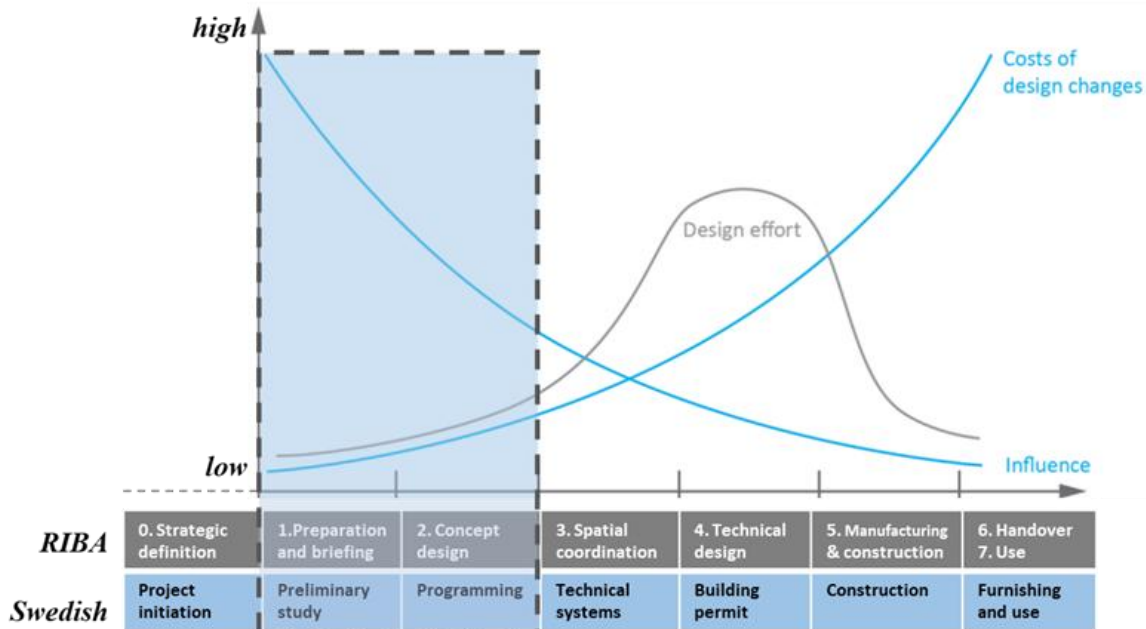 high
Costs of
design changes
Design effort
low
Influence
RIBA
0. Strategic
definition
1.Preparation
and briefing
2. Concept
design
3. Spatial
coordination
4. Technical
design
5. Manufacturing
& construction
6. Handover
7. Use
Swedish
Project
initiation
Preliminary
study
Programming
Technical
systems
Building
permit
Construction
Furnishing
and use